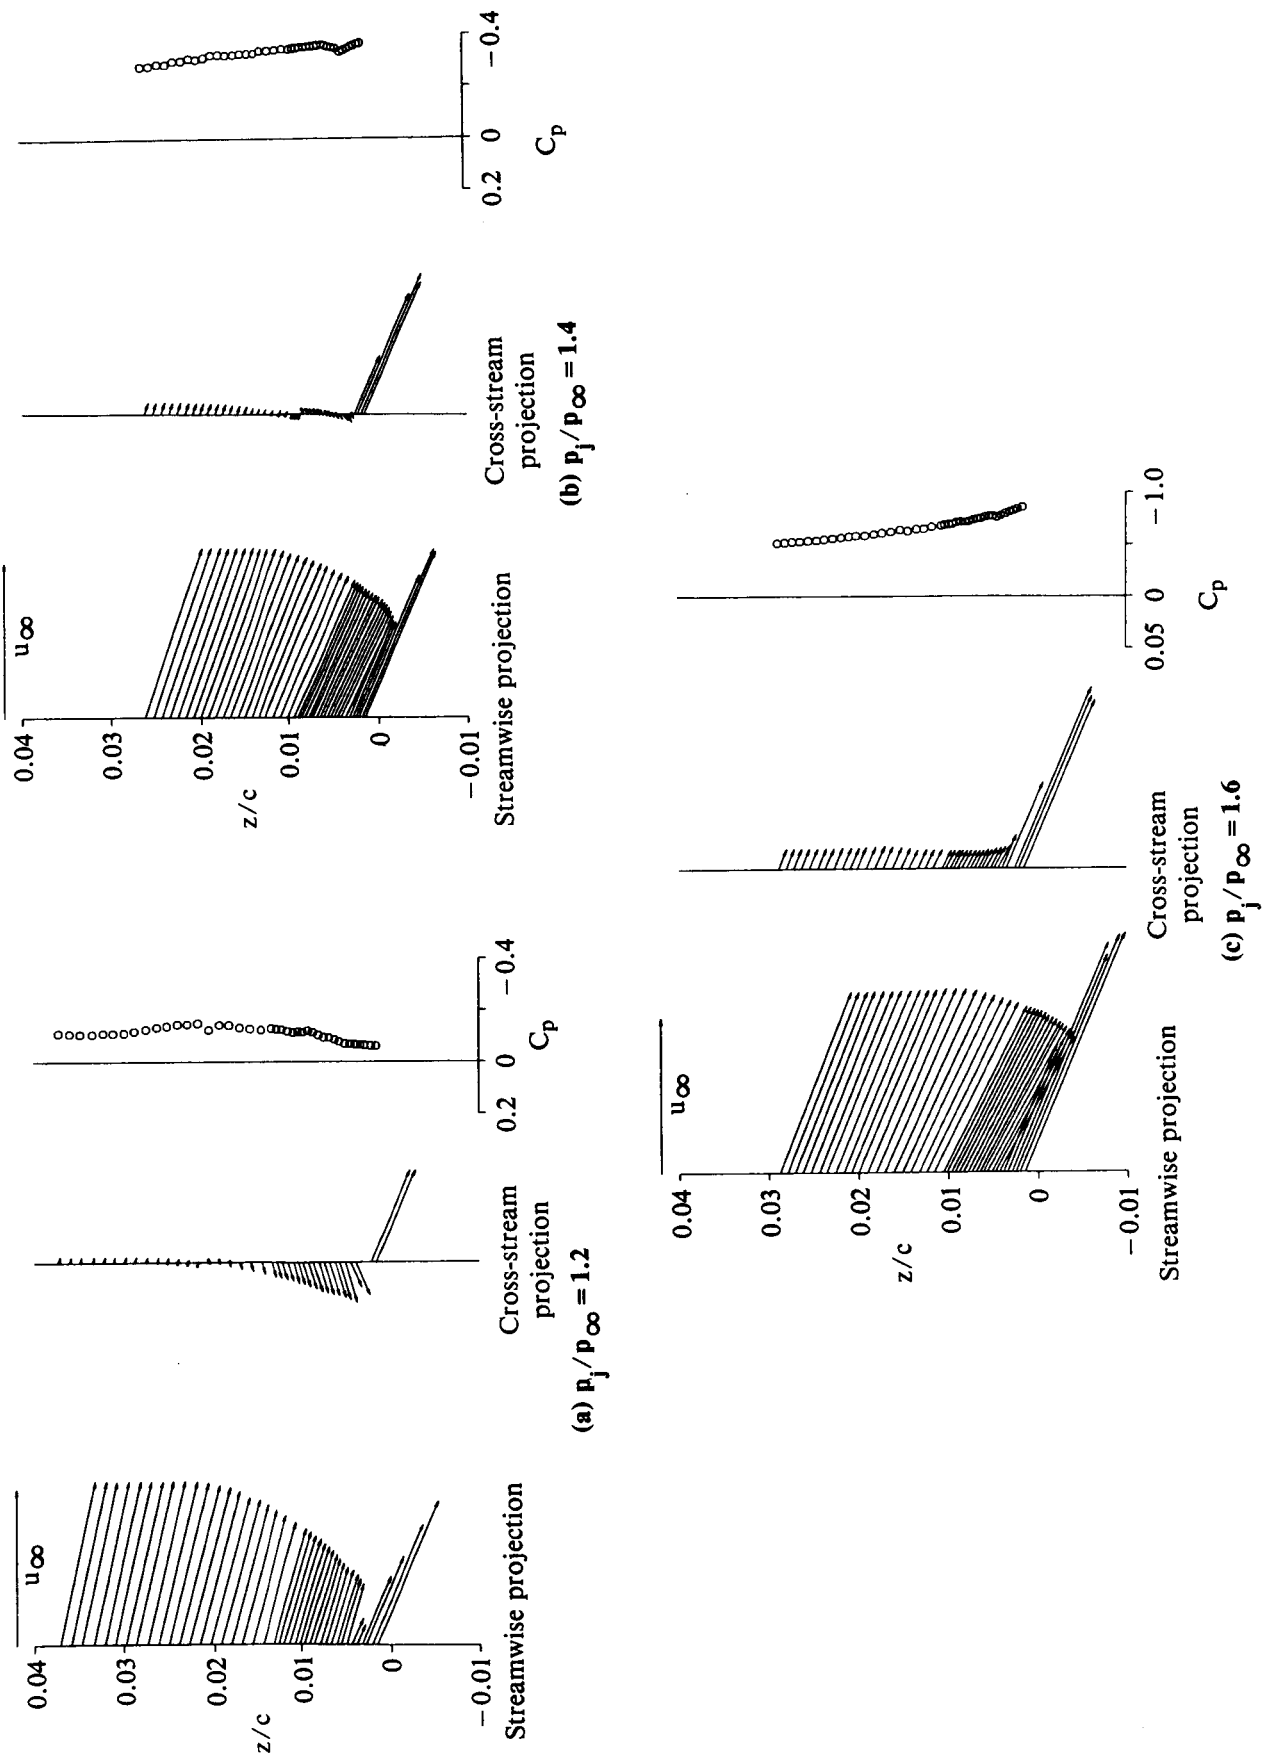 u∞
0.04
0.03
0.02
0.01
0
−0.01
z/c
Streamwise projection
Cross-stream
projection
0.2
0
−0.4
Cp
(a) pj/p∞ = 1.2
u∞
0.04
0.03
0.02
0.01
0
−0.01
z/c
Streamwise projection
Cross-stream
projection
0.2
0
−0.4
Cp
(b) pj/p∞ = 1.4
u∞
0.04
0.03
0.02
0.01
0
−0.01
z/c
Streamwise projection
Cross-stream
projection
0.05
0
−1.0
Cp
(c) pj/p∞ = 1.6